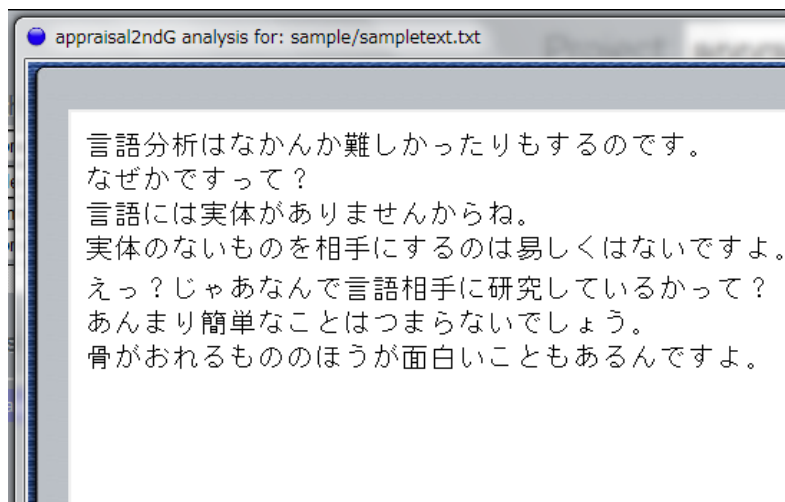 appraisal2ndG analysis for: sample/sampletext.txt
言語分析はなかんか難しかったりもするのです。
なぜかですって？
言語には実体がありませんからね。
実体のないものを相手にするのは易しくはないですよ。
えっ？じゃあなんで言語相手に研究しているかって？
あんまり簡単なことはつまらないでしょう。
骨がおれるもののほうが面白いこともあるんですよ。